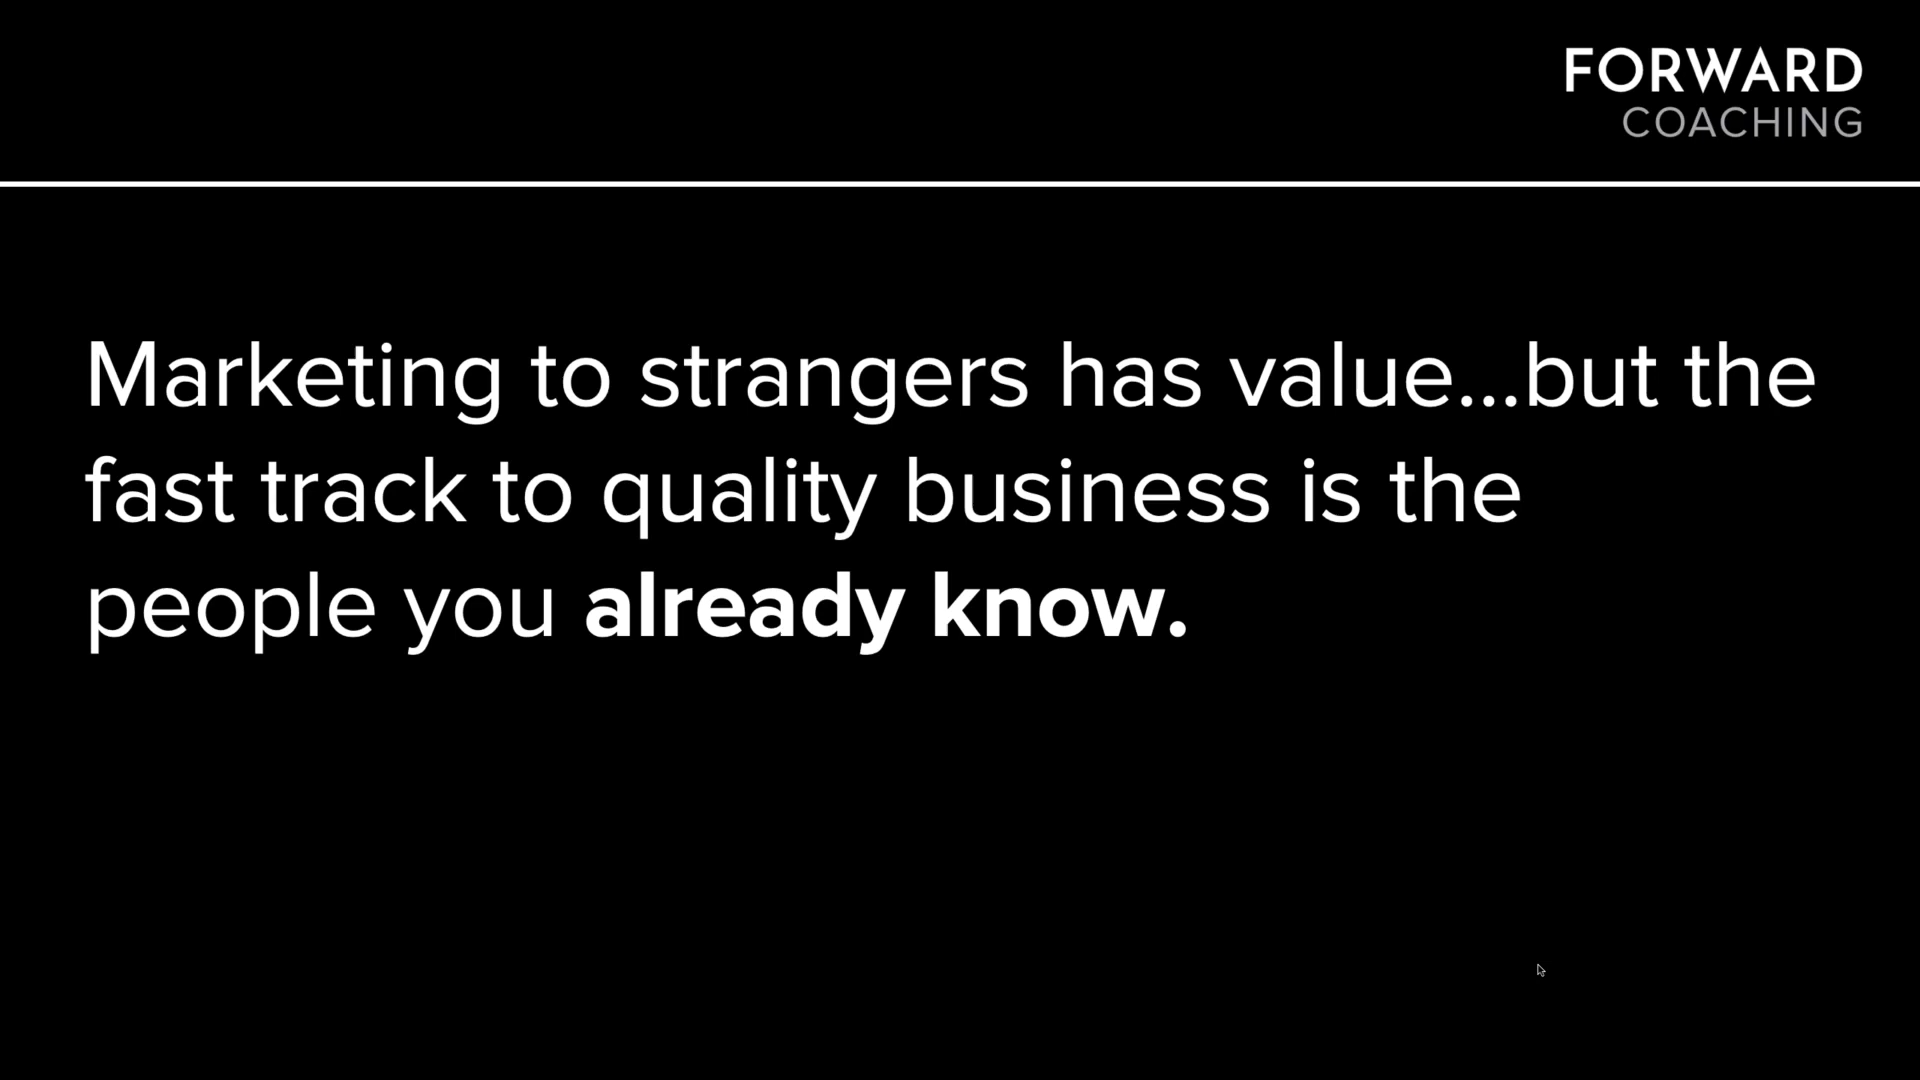 FORWARD
COACHING
Marketing to strangers has value...but the
fast track to quality business is the
people you already know.